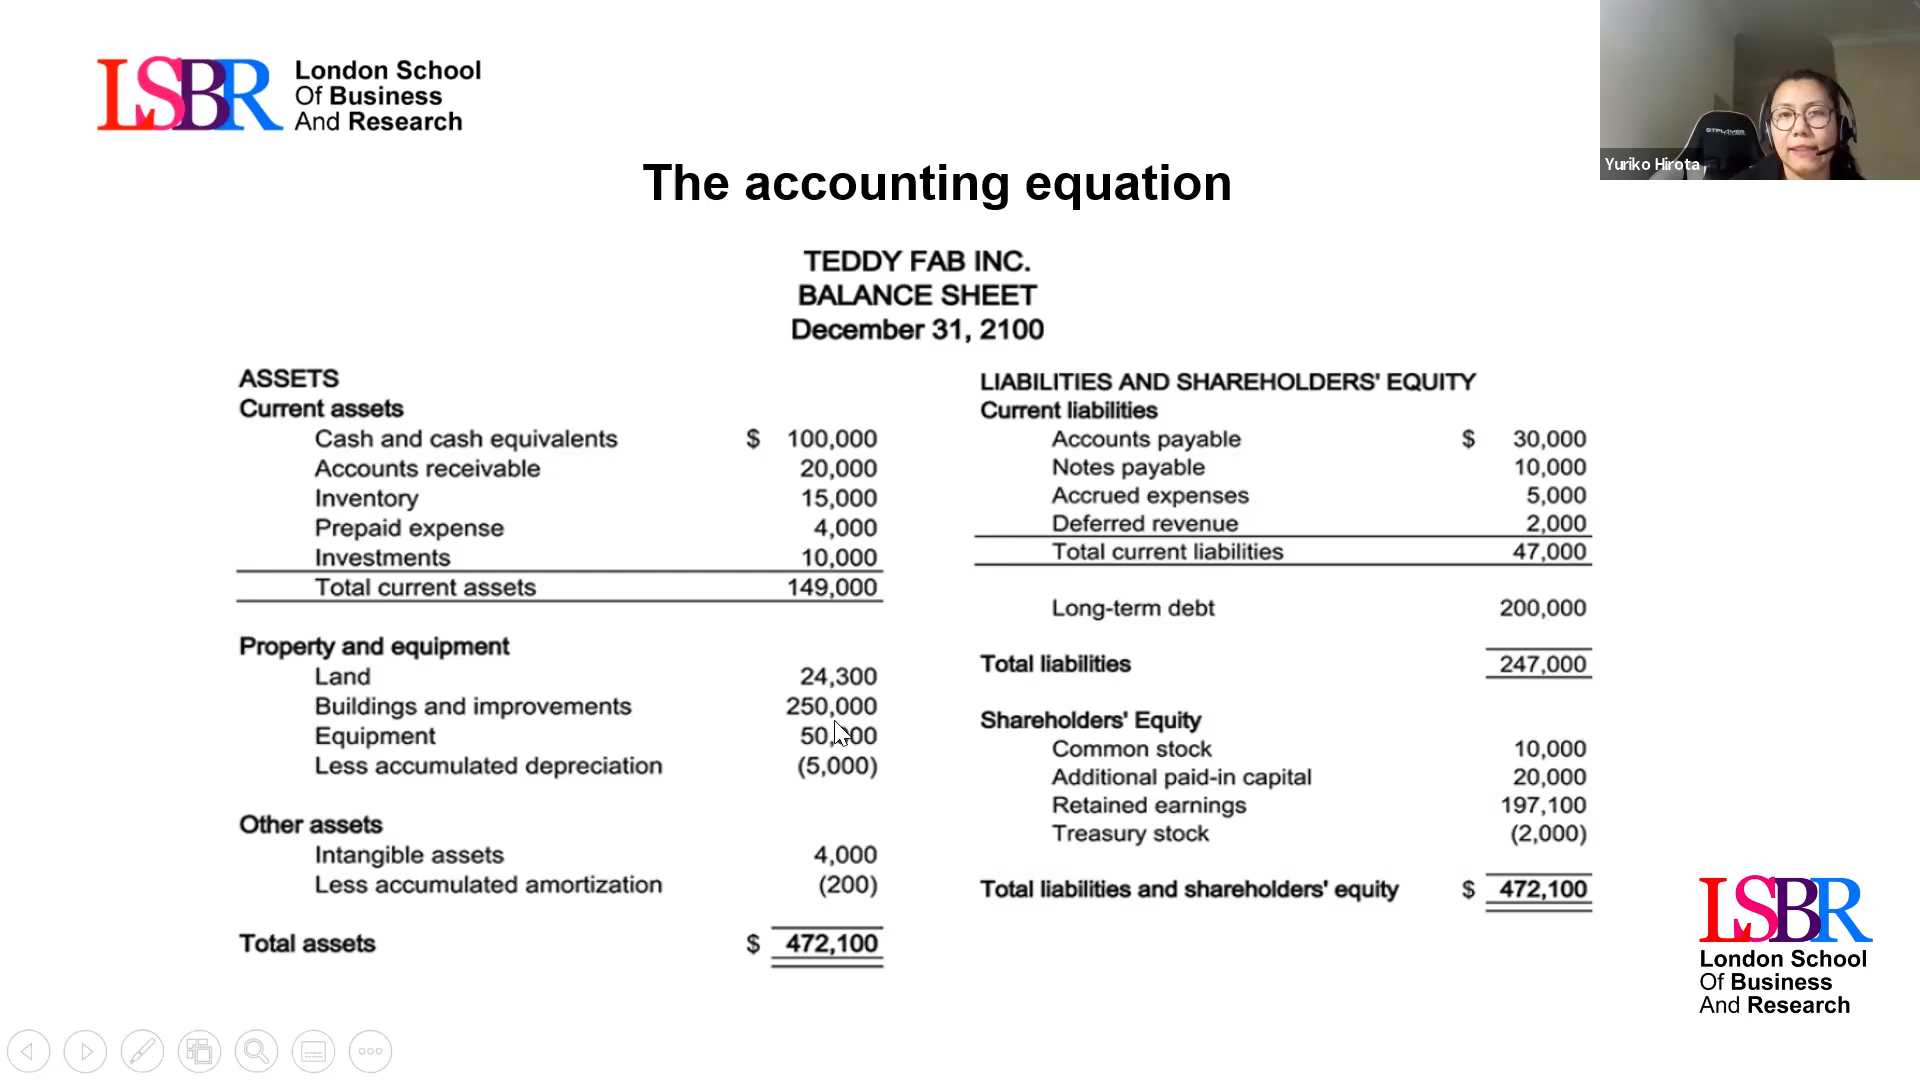 LSBR London School
Of Business
And Research
Yuriko Hirota
GTPLAYER
The accounting equation
TEDDY FAB INC.
BALANCE SHEET
December 31, 2100
ASSETS
Current assets
Cash and cash equivalents $ 100,000
Accounts receivable 20,000
Inventory 15,000
Prepaid expense 4,000
Investments 10,000
Total current assets 149,000
Property and equipment
Land 24,300
Buildings and improvements 250,000
Equipment 50,000
Less accumulated depreciation (5,000)
Other assets
Intangible assets 4,000
Less accumulated amortization (200)
Total assets $ 472,100
LIABILITIES AND SHAREHOLDERS' EQUITY
Current liabilities
Accounts payable $ 30,000
Notes payable 10,000
Accrued expenses 5,000
Deferred revenue 2,000
Total current liabilities 47,000
Long-term debt 200,000
Total liabilities 247,000
Shareholders' Equity
Common stock 10,000
Additional paid-in capital 20,000
Retained earnings 197,100
Treasury stock (2,000)
Total liabilities and shareholders' equity $ 472,100
LSBR
London School
Of Business
And Research